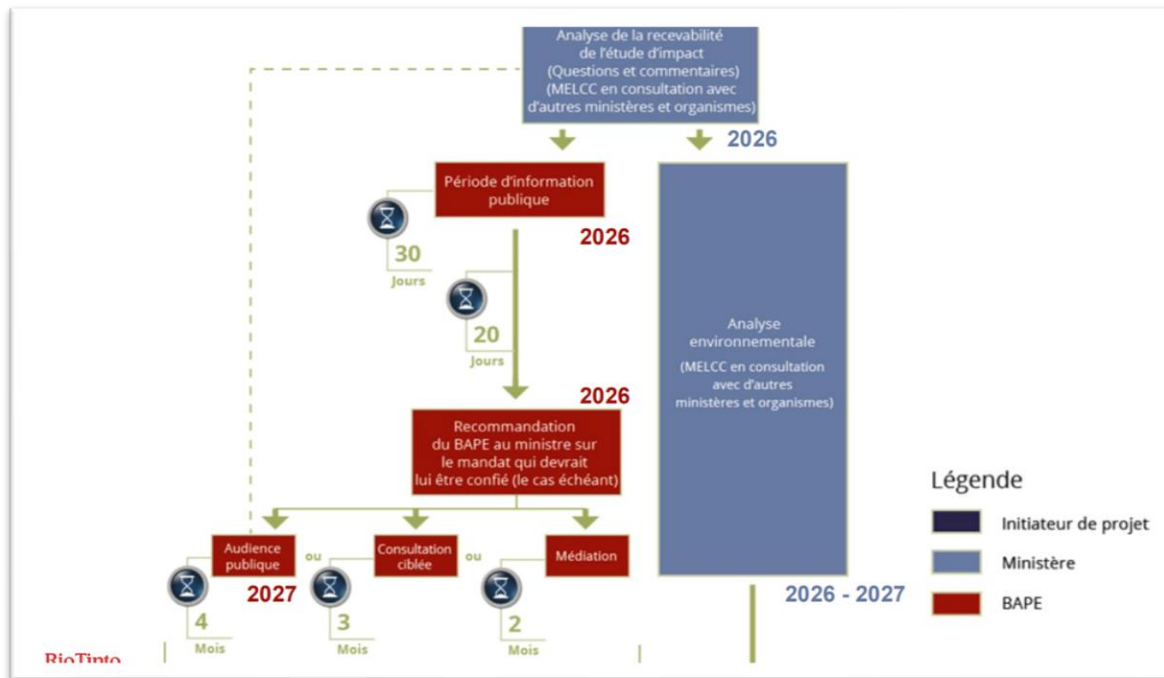 Analyse de la recevabilité
de l'étude d'impact
(Questions et commentaires)
(MELCC en consultation avec
d'autres ministères et organismes)
2026
Période d'information
publique
2026
30
Jours
20
Jours
Analyse
environnementale
(MELCC en consultation
avec d'autres
ministères et organismes)
2026
Recommandation
du BAPE au ministre sur
le mandat qui devrait
lui être confié (le cas échéant)
Audience
publique
ou
Consultation
ciblée
ou
Médiation
2027
4
Mois
3
Mois
2
Mois
2026 - 2027
Légende
Initiateur de projet
Ministère
BAPE
RioTinto